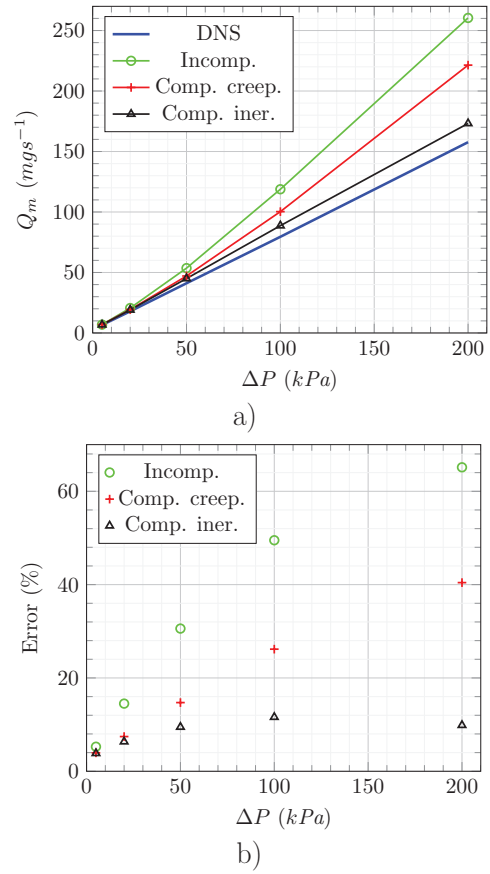 DNS
Incomp.
Comp. creep.
Comp. iner.
250
200
150
100
50
0
Q_m (mgs⁻¹)
0 50 100 150 200
ΔP (kPa)
a)
Incomp.
Comp. creep.
Comp. iner.
60
40
20
0
Error (%)
0 50 100 150 200
ΔP (kPa)
b)